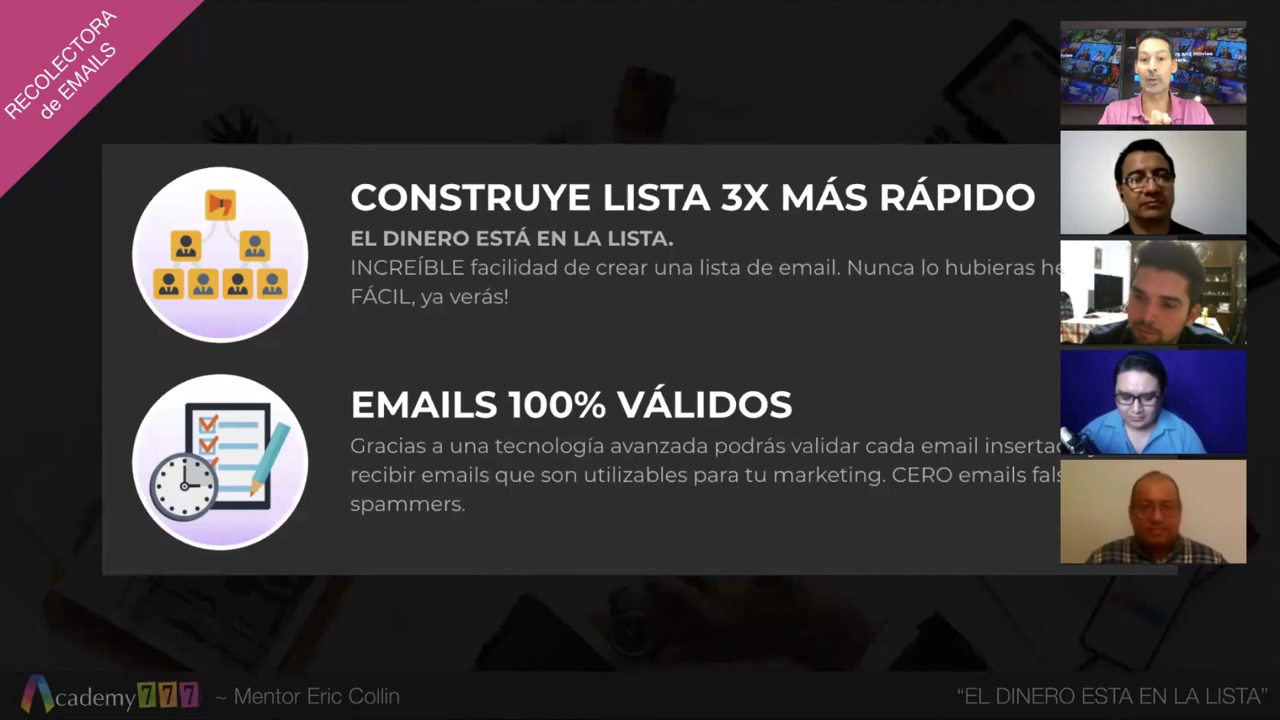 RECOLECTORA
de EMAILS
CONSTRUYE LISTA 3X MÁS RÁPIDO
EL DINERO ESTÁ EN LA LISTA.
INCREÍBLE facilidad de crear una lista de email. Nunca lo hubieras
FÁCIL, ya verás!
EMAILS 100% VÁLIDOS
Gracias a una tecnología avanzada podrás validar cada email
recibir emails que son utilizables para tu marketing. CERO emails
spammers.
Academy777 ~ Mentor Eric Collin
“EL DINERO ESTA EN LA LISTA”